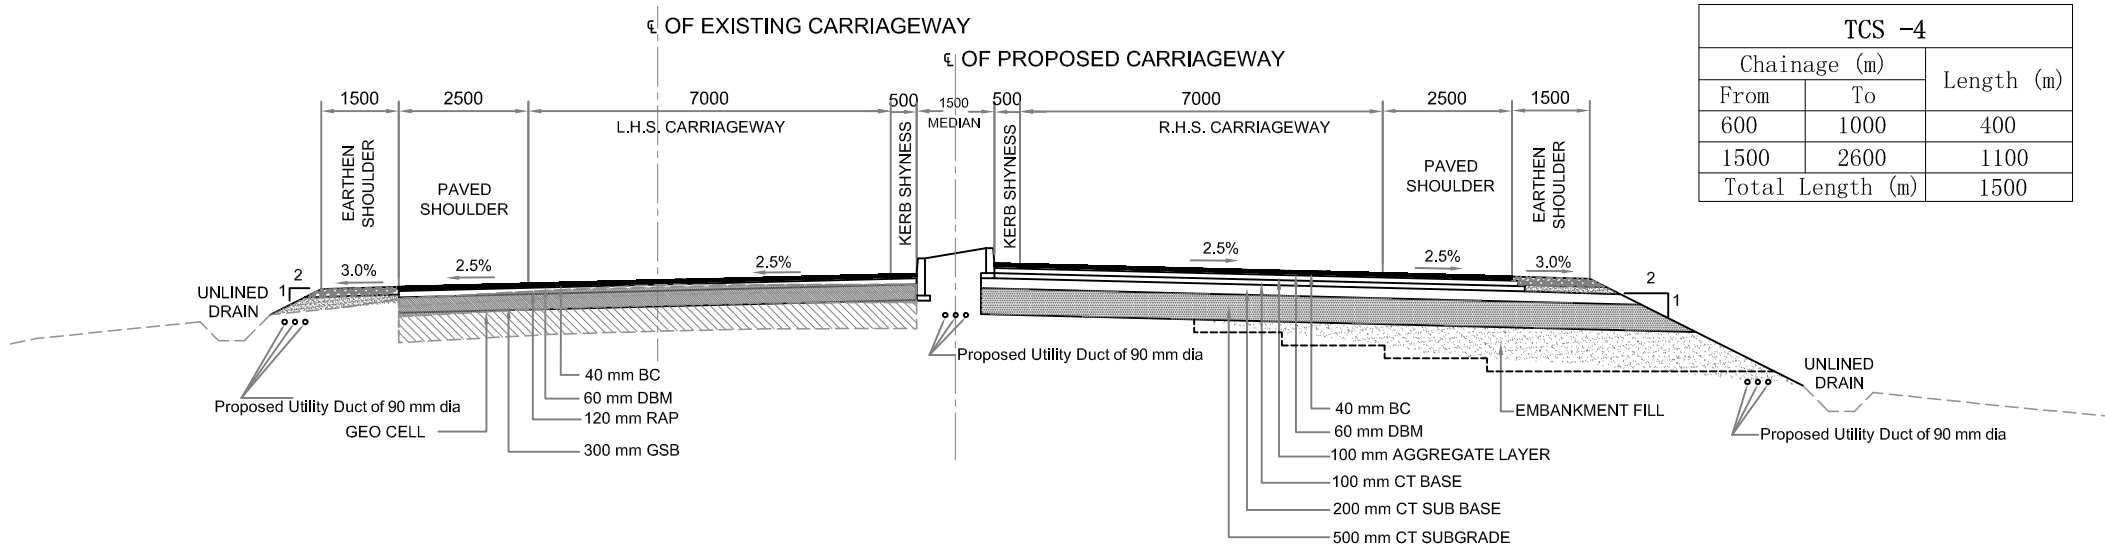 ℄ OF EXISTING CARRIAGEWAY
℄ OF PROPOSED CARRIAGEWAY
TCS -4
Chainage (m) Length (m)
From To
600 1000 400
1500 2600 1100
Total Length (m) 1500
1500 2500 7000 500 1500 500 7000 2500 1500
L.H.S. CARRIAGEWAY MEDIAN R.H.S. CARRIAGEWAY
EARTHEN
SHOULDER
PAVED
SHOULDER
KERB SHYNESS
KERB SHYNESS
PAVED
SHOULDER
EARTHEN
SHOULDER
3.0% 2.5% 2.5% 2.5% 2.5% 3.0%
2
1
2
1
UNLINED
DRAIN
UNLINED
DRAIN
Proposed Utility Duct of 90 mm dia
Proposed Utility Duct of 90 mm dia
Proposed Utility Duct of 90 mm dia
40 mm BC
60 mm DBM
120 mm RAP
GEO CELL
300 mm GSB
EMBANKMENT FILL
40 mm BC
60 mm DBM
100 mm AGGREGATE LAYER
100 mm CT BASE
200 mm CT SUB BASE
500 mm CT SUBGRADE